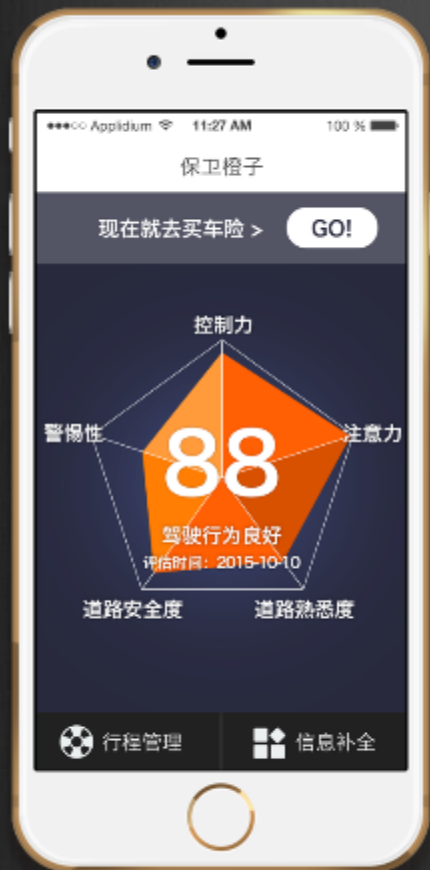 ●●●○○ Applidium 11:27 AM 100 %
保卫橙子
现在就去买车险 > GO!
控制力
警惕性 注意力
88
驾驶行为良好
评估时间：2015-10-10
道路安全度 道路熟悉度
行程管理 信息补全